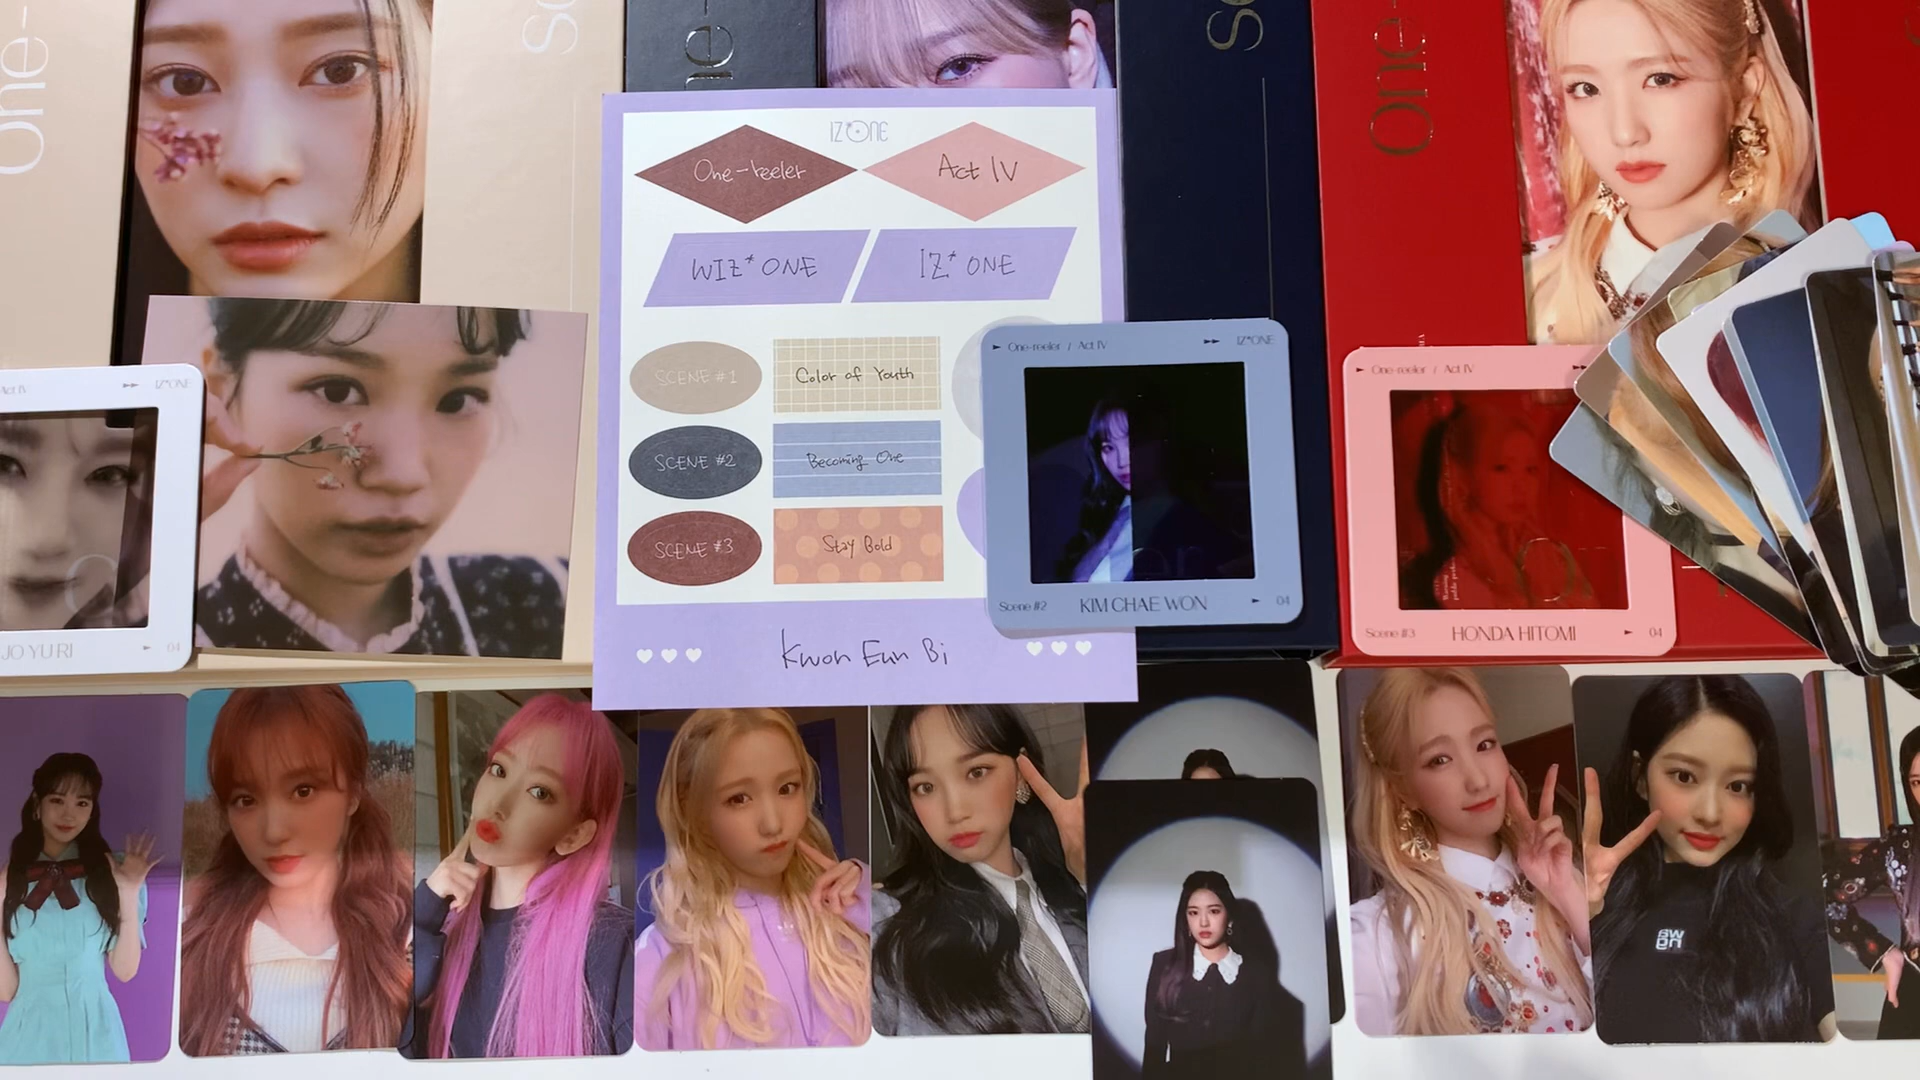 One-
One-
IZ*ONE
One-reeler
Act IV
WIZ*ONE
IZ*ONE
SCENE #1
Color of Youth
SCENE #2
Becoming One
SCENE #3
Stay Bold
Kwon Eun Bi
Act IV
IZ*ONE
JO YU RI
04
One-reeler / Act IV
IZ*ONE
Scene #2
KIM CHAE WON
04
One-reeler / Act IV
Scene #3
HONDA HITOMI
04